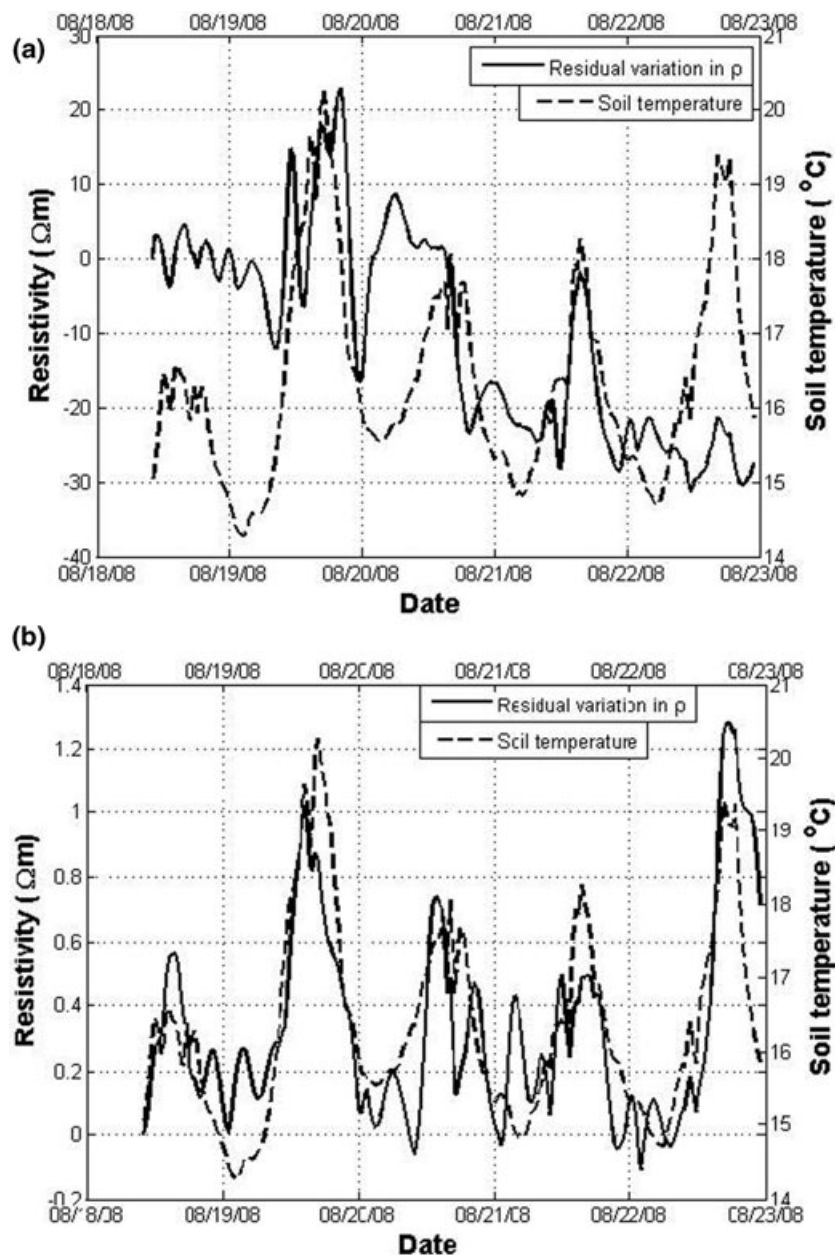 (a)
08/18/08 08/19/08 08/20/08 08/21/08 08/22/08 08/23/08
30 21
Residual variation in ρ
Soil temperature
20 20
10 19
0 18
-10 17
-20 16
-30 15
-40 14
Resistivity (Ωm)
Soil temperature (°C)
08/18/08 08/19/08 08/20/08 08/21/08 08/22/08 08/23/08
Date
(b)
08/18/08 08/19/08 08/20/08 08/21/08 08/22/08 08/23/08
1.4 21
Residual variation in ρ
Soil temperature
1.2 20
1 19
0.8 18
0.6 17
0.4 16
0.2 15
0
-0.2 14
Resistivity (Ωm)
Soil temperature (°C)
08/18/08 08/19/08 08/20/08 08/21/08 08/22/08 08/23/08
Date